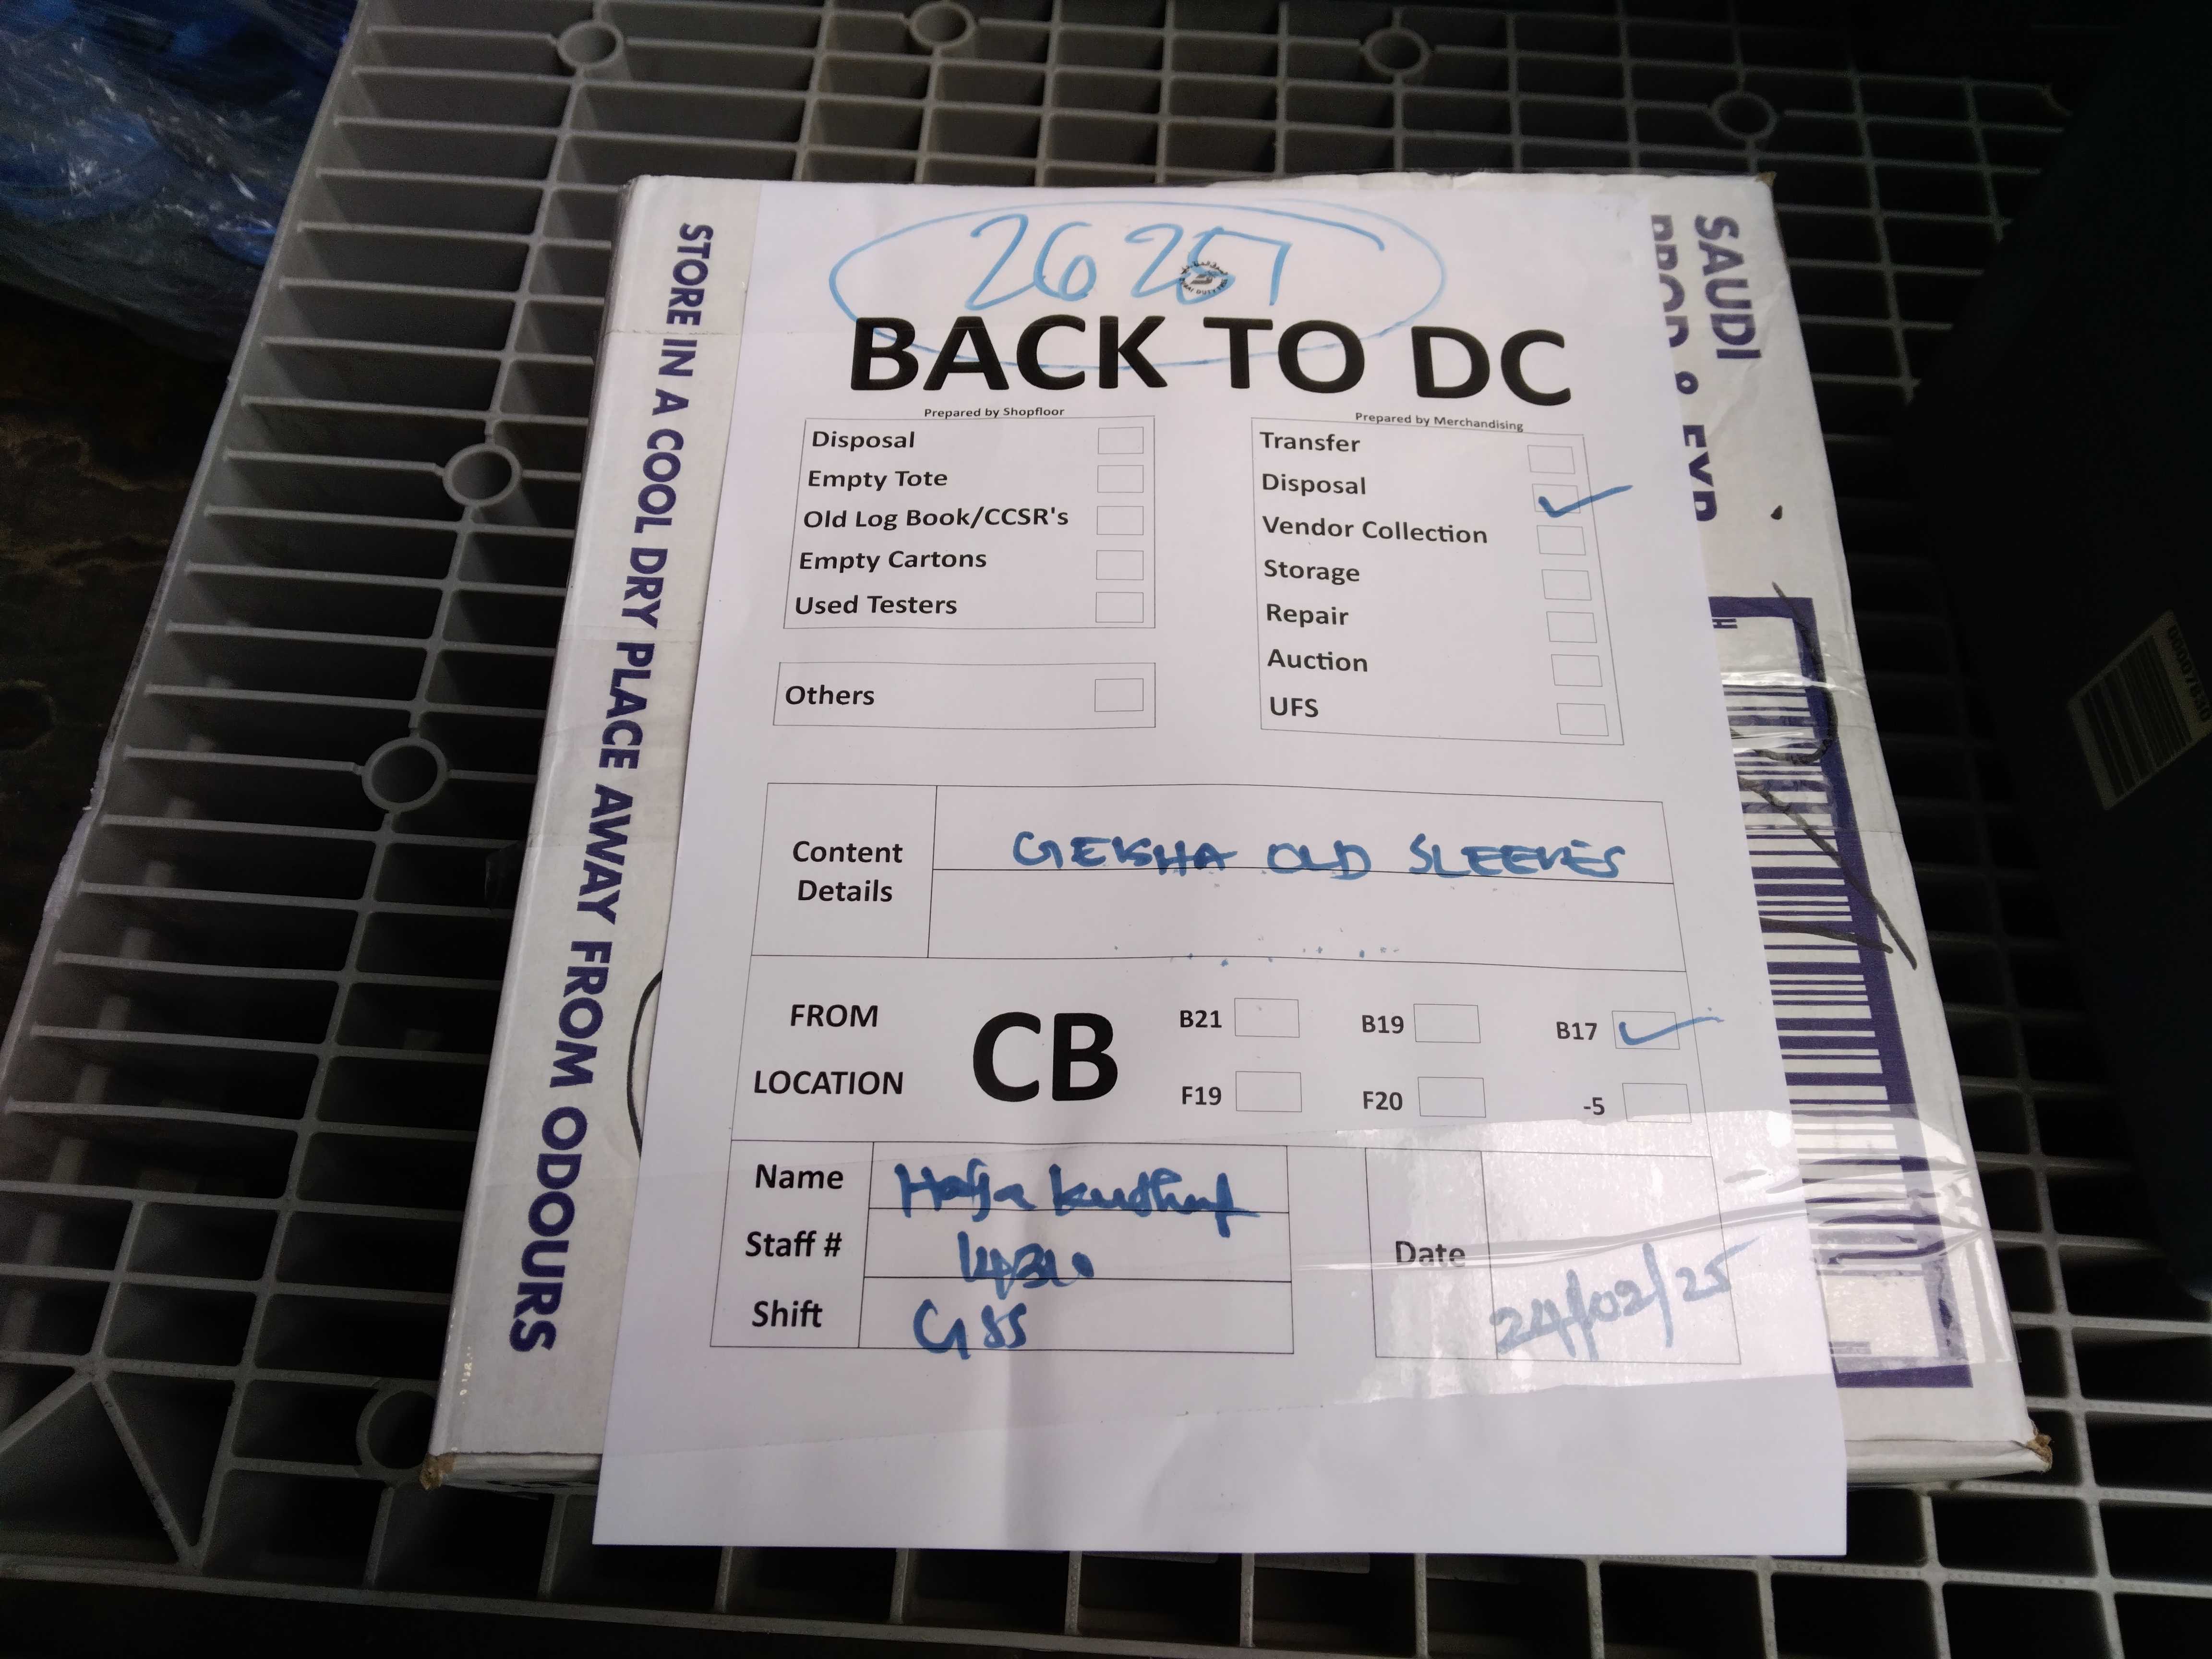 26257
BACK TO DC
Prepared by Shopfloor
Disposal
Empty Tote
Old Log Book/CCSR's
Empty Cartons
Used Testers
Others
Prepared by Merchandising
Transfer
Disposal
Vendor Collection
Storage
Repair
Auction
UFS
Content Details
GEISHA OLD SLEEVES
FROM LOCATION
CB
B21
B19
B17
F19
F20
-5
Name
Staff #
Shift
Date
24/02/25
STORE IN A COOL DRY PLACE AWAY FROM ODOURS
SAUDI
PROD & EXP